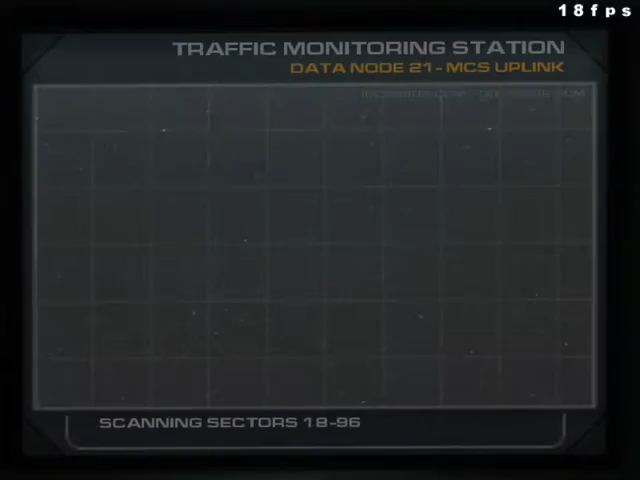 18fps
TRAFFIC MONITORING STATION
DATA NODE 21 - MCS UPLINK
SCANNING SECTORS 18-96